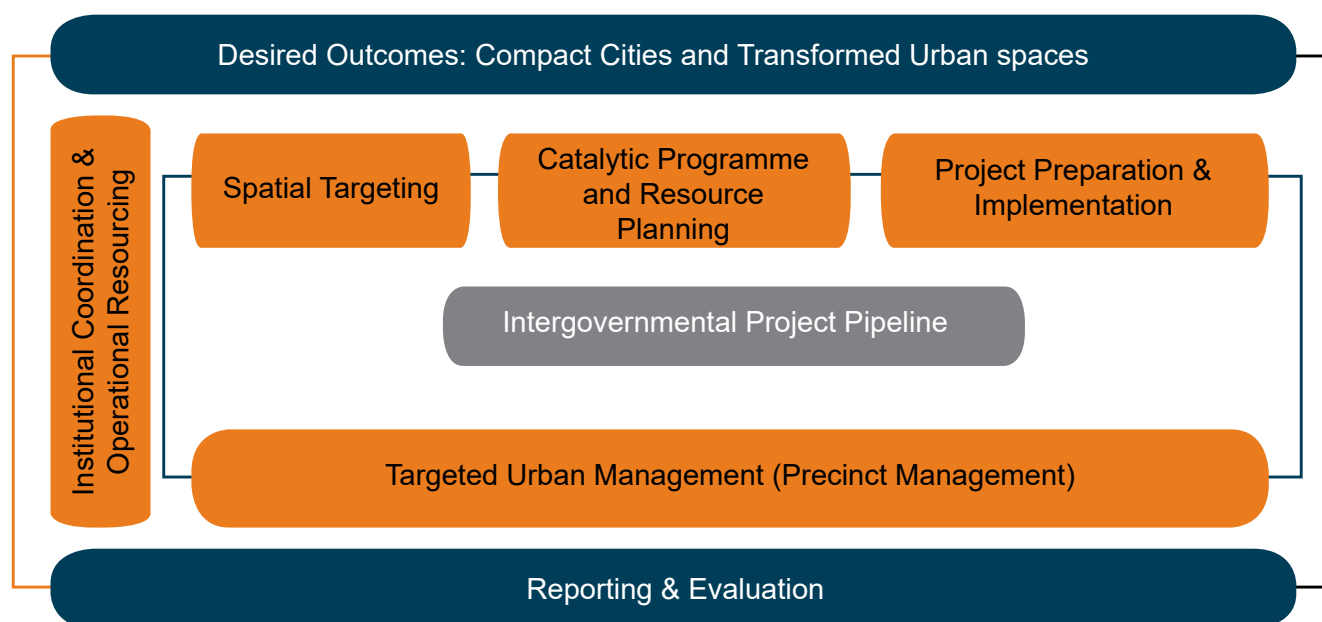 Desired Outcomes: Compact Cities and Transformed Urban spaces
Institutional Coordination &
Operational Resourcing
Spatial Targeting
Catalytic Programme
and Resource
Planning
Project Preparation &
Implementation
Intergovernmental Project Pipeline
Targeted Urban Management (Precinct Management)
Reporting & Evaluation